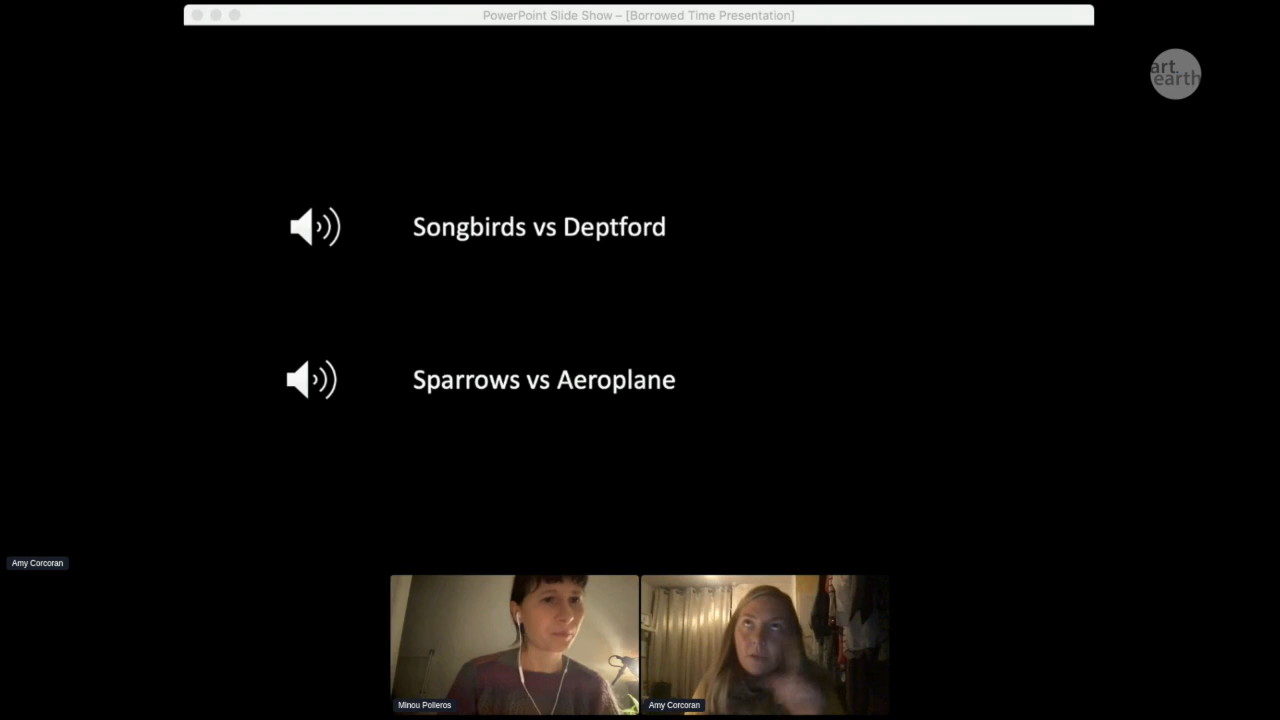 PowerPoint Slide Show – [Borrowed Time Presentation]
art
earth
Songbirds vs Deptford
Sparrows vs Aeroplane
Amy Corcoran
Minou Polleros
Amy Corcoran